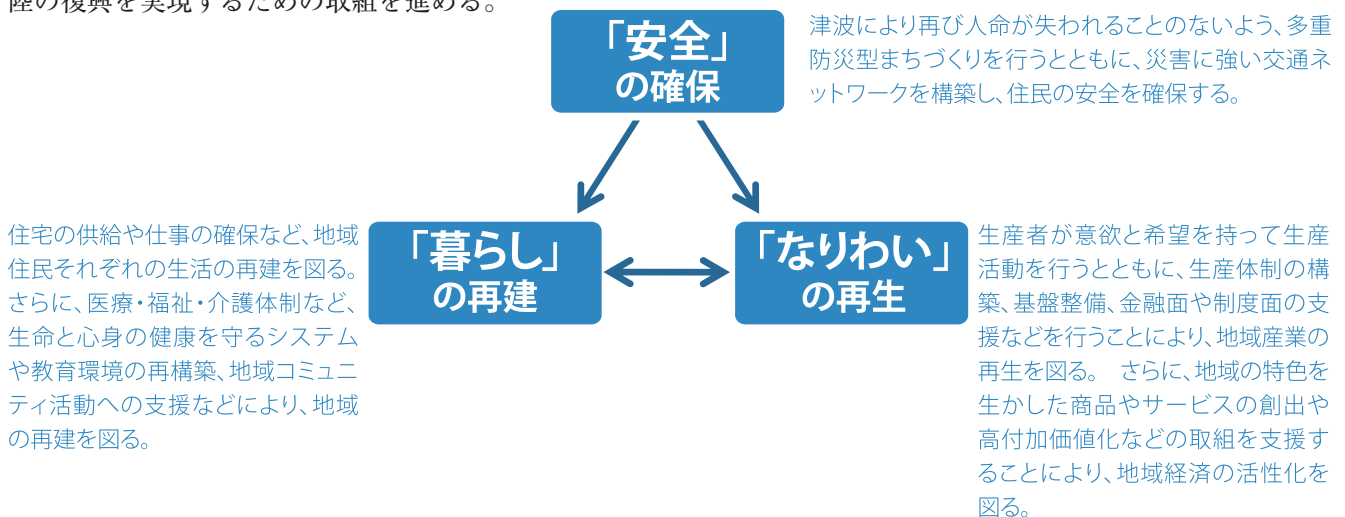 陸の復興を実現するための取組を進める。
「安全」
の確保
津波により再び人命が失われることのないよう、多重
防災型まちづくりを行うとともに、災害に強い交通ネ
ットワークを構築し、住民の安全を確保する。
住宅の供給や仕事の確保など、地域
住民それぞれの生活の再建を図る。
さらに、医療・福祉・介護体制など、
生命と心身の健康を守るシステム
や教育環境の再構築、地域コミュニ
ティ活動への支援などにより、地域
の再建を図る。
「暮らし」
の再建
「なりわい」
の再生
生産者が意欲と希望を持って生産
活動を行うとともに、生産体制の構
築、基盤整備、金融面や制度面の支
援などを行うことにより、地域産業の
再生を図る。　さらに、地域の特色を
生かした商品やサービスの創出や
高付加価値化などの取組を支援す
ることにより、地域経済の活性化を
図る。